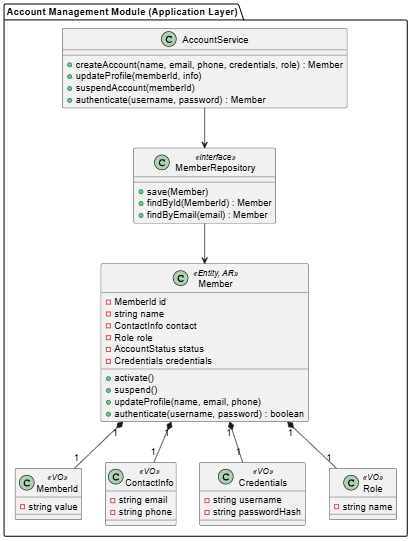 Account Management Module (Application Layer)
C AccountService
createAccount(name, email, phone, credentials, role) : Member
updateProfile(memberId, info)
suspendAccount(memberId)
authenticate(username, password) : Member
«Interface»
C MemberRepository
save(Member)
findById(MemberId) : Member
findByEmail(email) : Member
«Entity, AR»
C Member
MemberId id
string name
ContactInfo contact
Role role
AccountStatus status
Credentials credentials
activate()
suspend()
updateProfile(name, email, phone)
authenticate(username, password) : boolean
1 1 1 1
1 1 1 1
«VO»
C MemberId
string value
«VO»
C ContactInfo
string email
string phone
«VO»
C Credentials
string username
string passwordHash
«VO»
C Role
string name